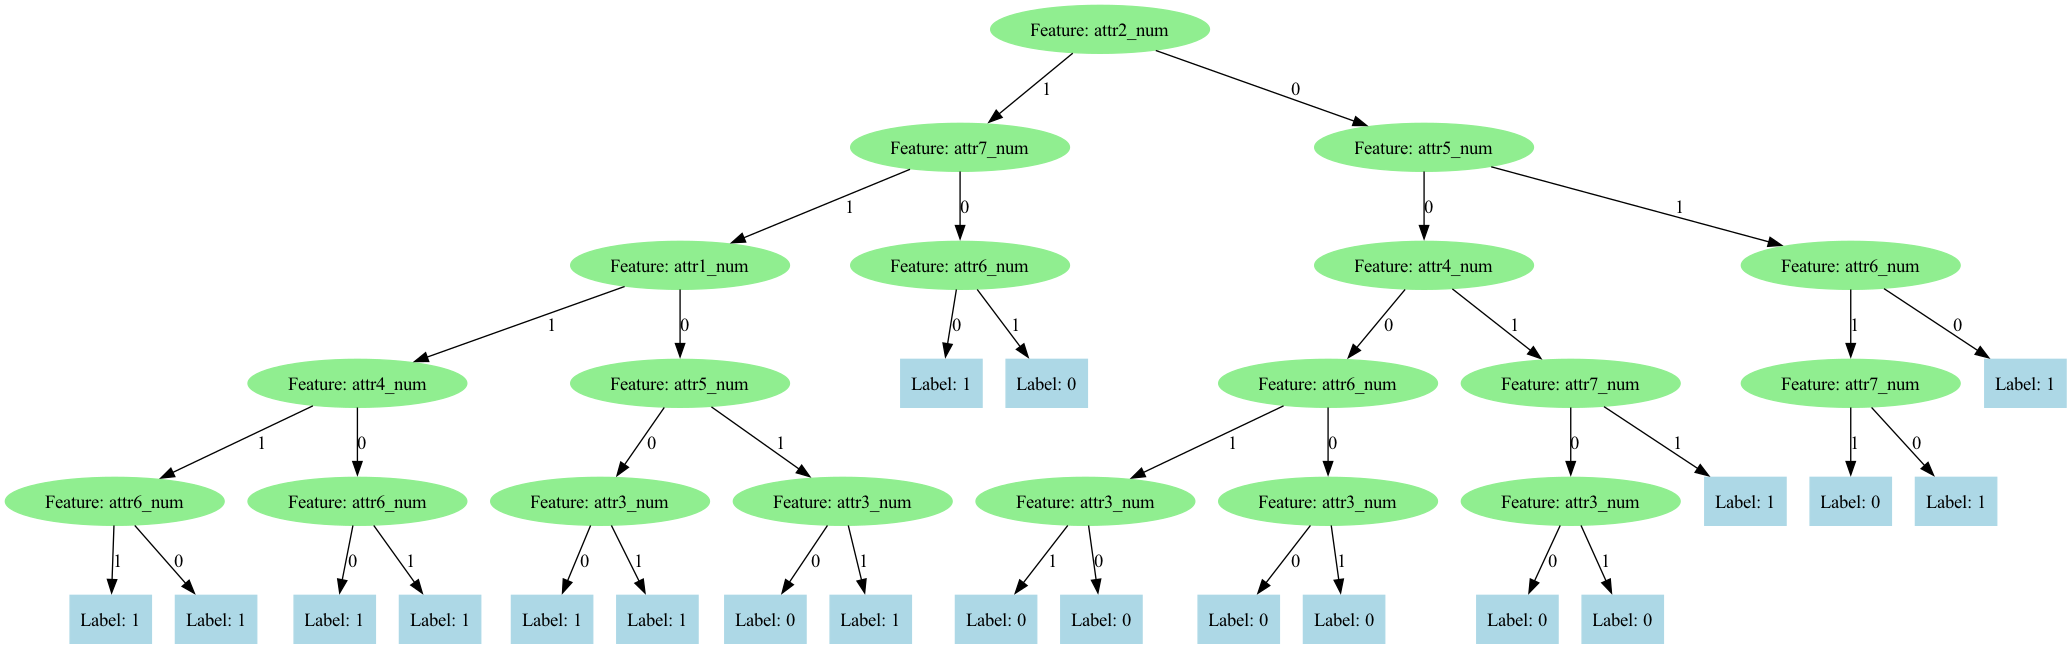 Feature: attr2_num
1
0
Feature: attr7_num
Feature: attr5_num
1
0
0
1
Feature: attr1_num
Feature: attr6_num
Feature: attr4_num
Feature: attr6_num
1
0
0
1
0
1
1
0
Feature: attr4_num
Feature: attr5_num
Label: 1
Label: 0
Feature: attr6_num
Feature: attr7_num
Feature: attr7_num
Label: 1
1
0
0
1
1
0
0
1
1
0
Feature: attr6_num
Feature: attr6_num
Feature: attr3_num
Feature: attr3_num
Feature: attr3_num
Feature: attr3_num
Feature: attr3_num
Label: 1
Label: 0
Label: 1
1
0
0
1
0
1
0
1
1
0
0
1
0
1
Label: 1
Label: 1
Label: 1
Label: 1
Label: 1
Label: 1
Label: 0
Label: 1
Label: 0
Label: 0
Label: 0
Label: 0
Label: 0
Label: 0